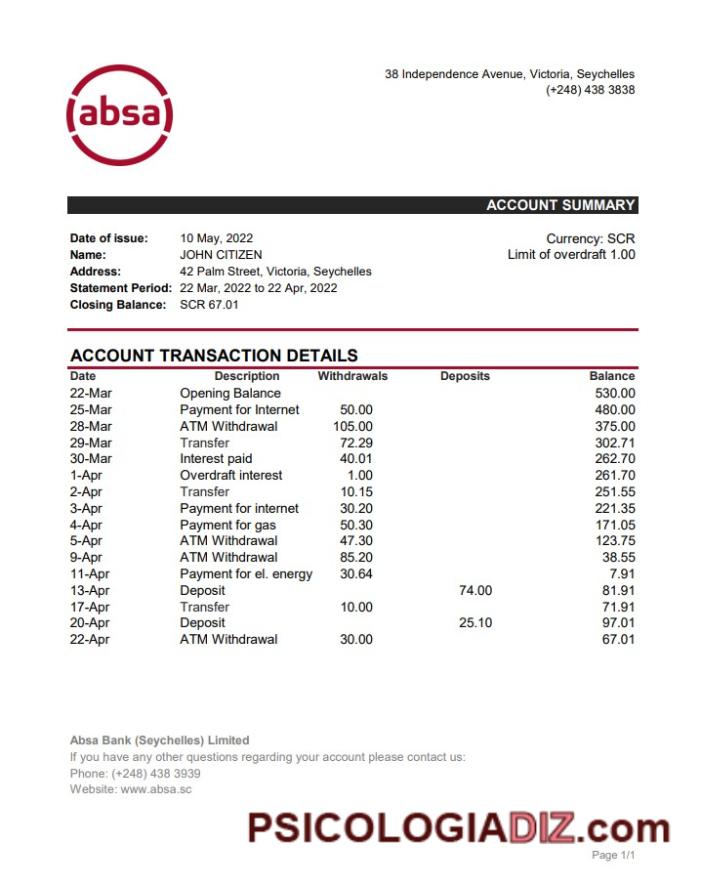 absa
38 Independence Avenue, Victoria, Seychelles
(+248) 438 3838
ACCOUNT SUMMARY
Date of issue: 10 May, 2022 Currency: SCR
Name: JOHN CITIZEN Limit of overdraft 1.00
Address: 42 Palm Street, Victoria, Seychelles
Statement Period: 22 Mar, 2022 to 22 Apr, 2022
Closing Balance: SCR 67.01
ACCOUNT TRANSACTION DETAILS
Date Description Withdrawals Deposits Balance
22-Mar Opening Balance 530.00
25-Mar Payment for Internet 50.00 480.00
28-Mar ATM Withdrawal 105.00 375.00
29-Mar Transfer 72.29 302.71
30-Mar Interest paid 40.01 262.70
1-Apr Overdraft interest 1.00 261.70
2-Apr Transfer 10.15 251.55
3-Apr Payment for internet 30.20 221.35
4-Apr Payment for gas 50.30 171.05
5-Apr ATM Withdrawal 47.30 123.75
9-Apr ATM Withdrawal 85.20 38.55
11-Apr Payment for el. energy 30.64 7.91
13-Apr Deposit 74.00 81.91
17-Apr Transfer 10.00 71.91
20-Apr Deposit 25.10 97.01
22-Apr ATM Withdrawal 30.00 67.01
Absa Bank (Seychelles) Limited
If you have any other questions regarding your account please contact us:
Phone: (+248) 438 3939
Website: www.absa.sc
PSICOLOGIADIZ.com
Page 1/1